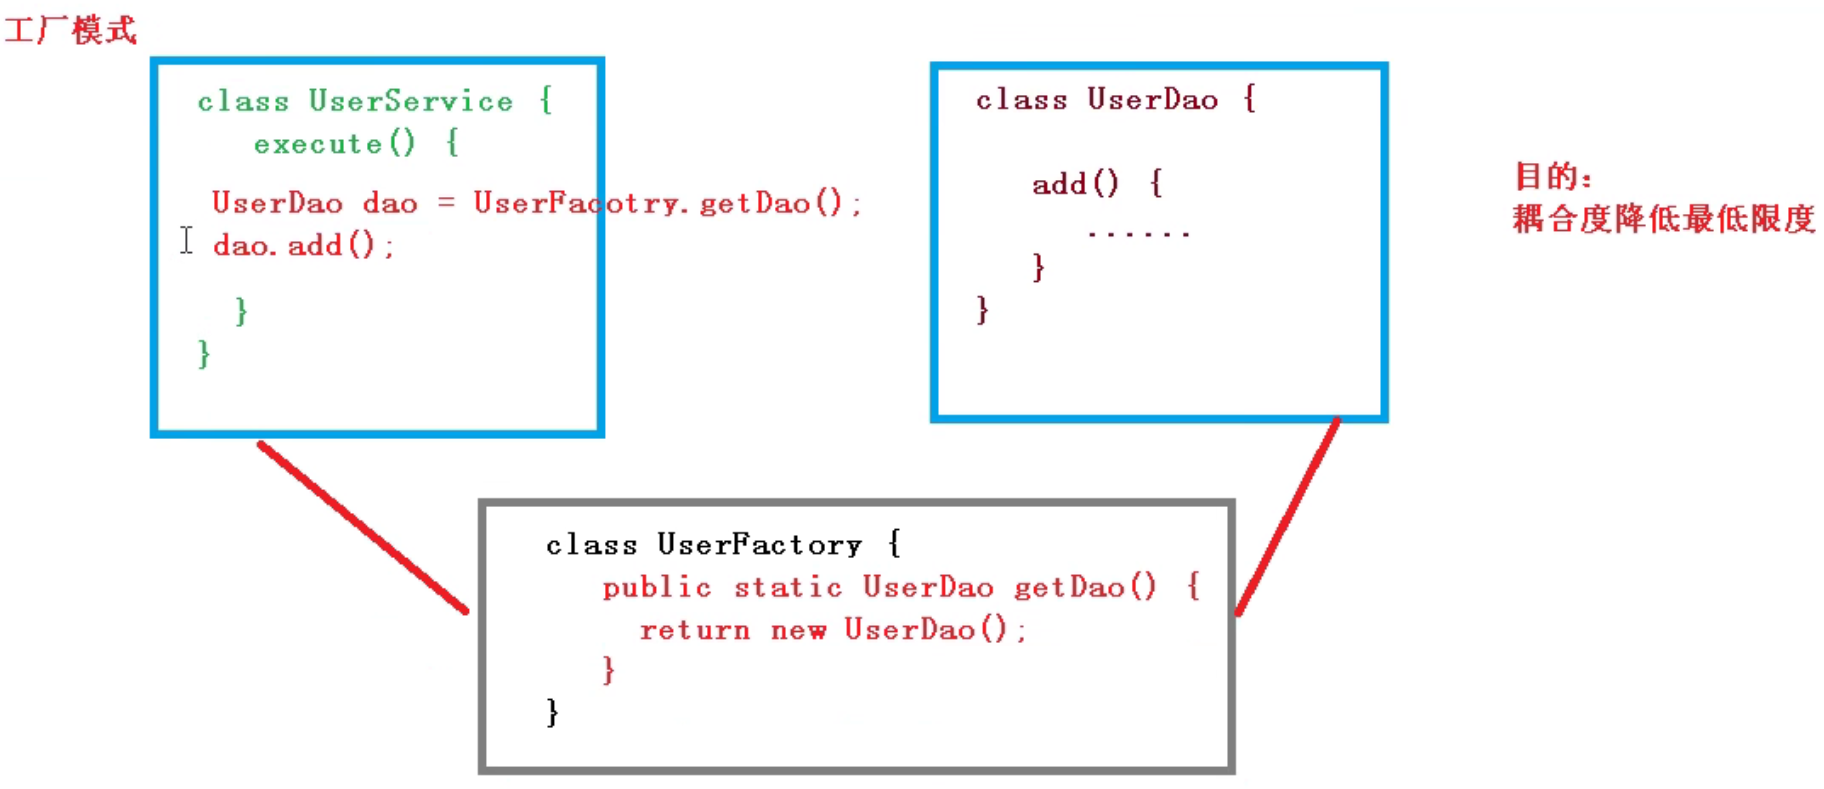 工厂模式
class UserService {
execute() {
UserDao dao = UserFacotry.getDao();
dao.add();
}
}
class UserDao {
add() {
......
}
}
目的：
耦合度降低最低限度
class UserFactory {
public static UserDao getDao() {
return new UserDao();
}
}